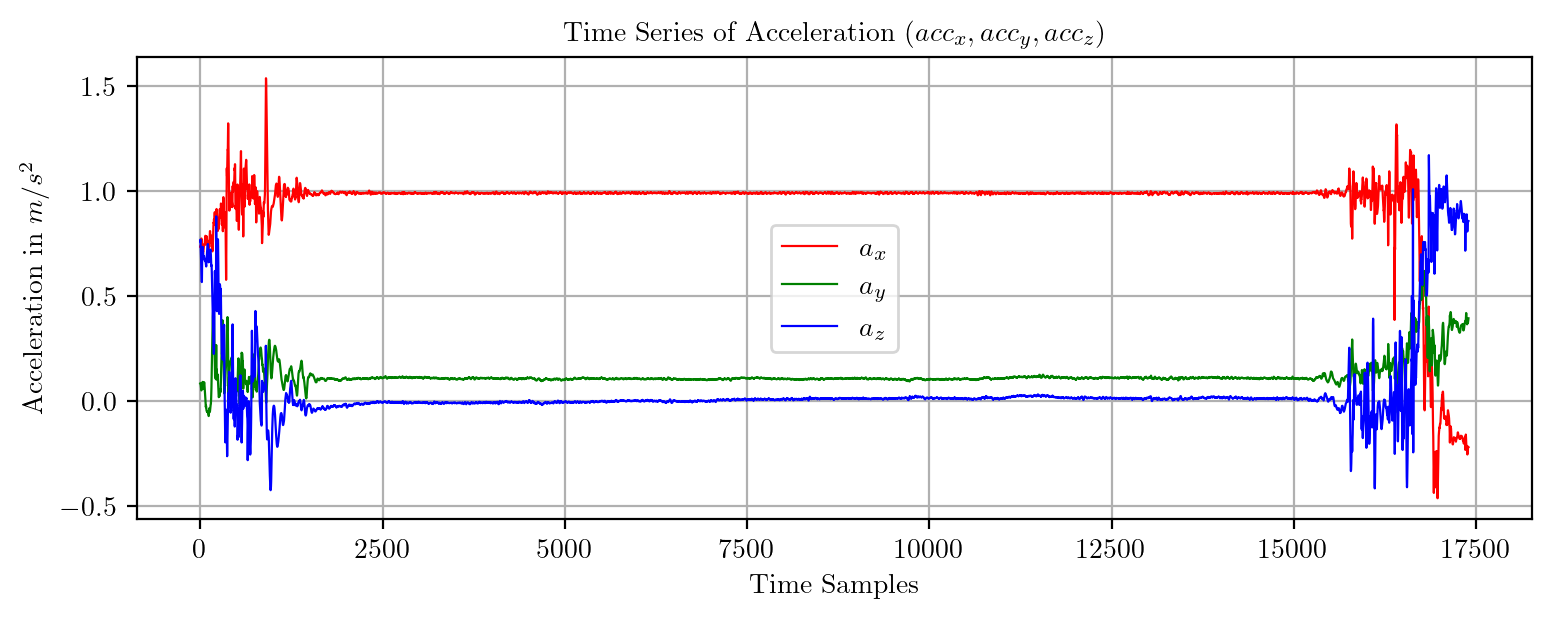 Time Series of Acceleration (acc_x, acc_y, acc_z)
Acceleration in m/s^2
1.5
1.0
0.5
0.0
−0.5
a_x
a_y
a_z
0 2500 5000 7500 10000 12500 15000 17500
Time Samples